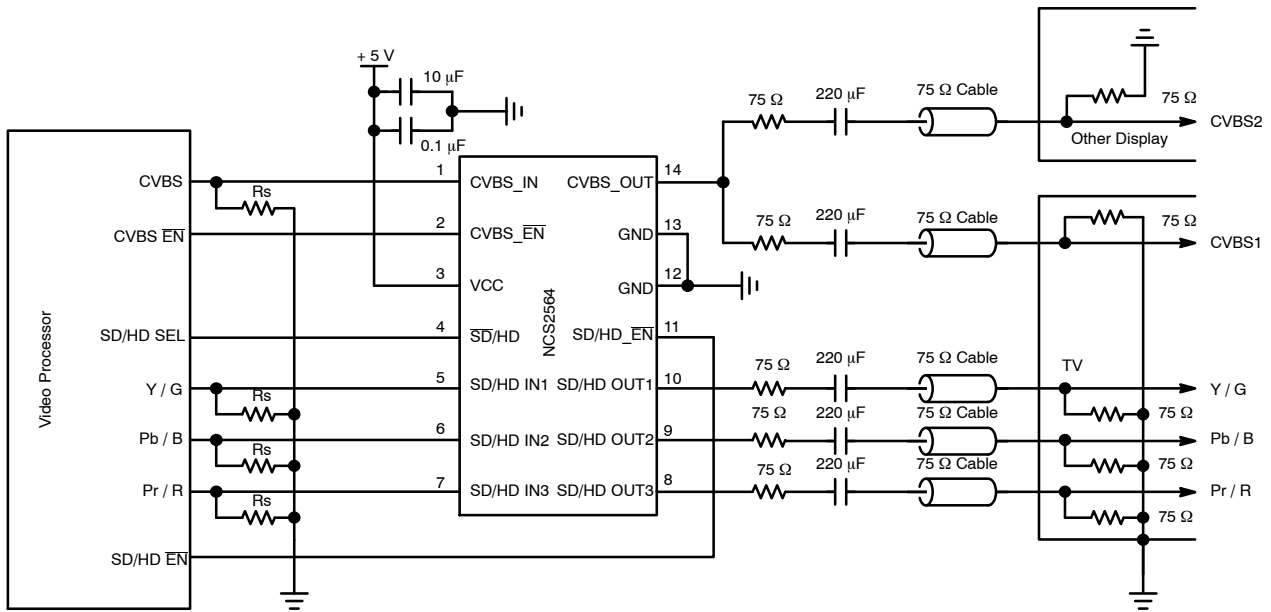 + 5 V
10 μF
0.1 μF
Video Processor
CVBS
CVBS E̅N̅
SD/HD SEL
Y / G
Pb / B
Pr / R
SD/HD E̅N̅
Rs
Rs
Rs
Rs
NCS2564
1
CVBS_IN
2
CVBS_E̅N̅
3
VCC
4
S̅D̅/HD
5
SD/HD IN1
6
SD/HD IN2
7
SD/HD IN3
CVBS_OUT
14
GND
13
GND
12
SD/HD_E̅N̅
11
SD/HD OUT1
10
SD/HD OUT2
9
SD/HD OUT3
8
75 Ω
220 μF
75 Ω Cable
75 Ω
Other Display
CVBS2
75 Ω
220 μF
75 Ω Cable
75 Ω
CVBS1
75 Ω
220 μF
75 Ω Cable
TV
Y / G
75 Ω
75 Ω
220 μF
75 Ω Cable
Pb / B
75 Ω
75 Ω
220 μF
75 Ω Cable
Pr / R
75 Ω